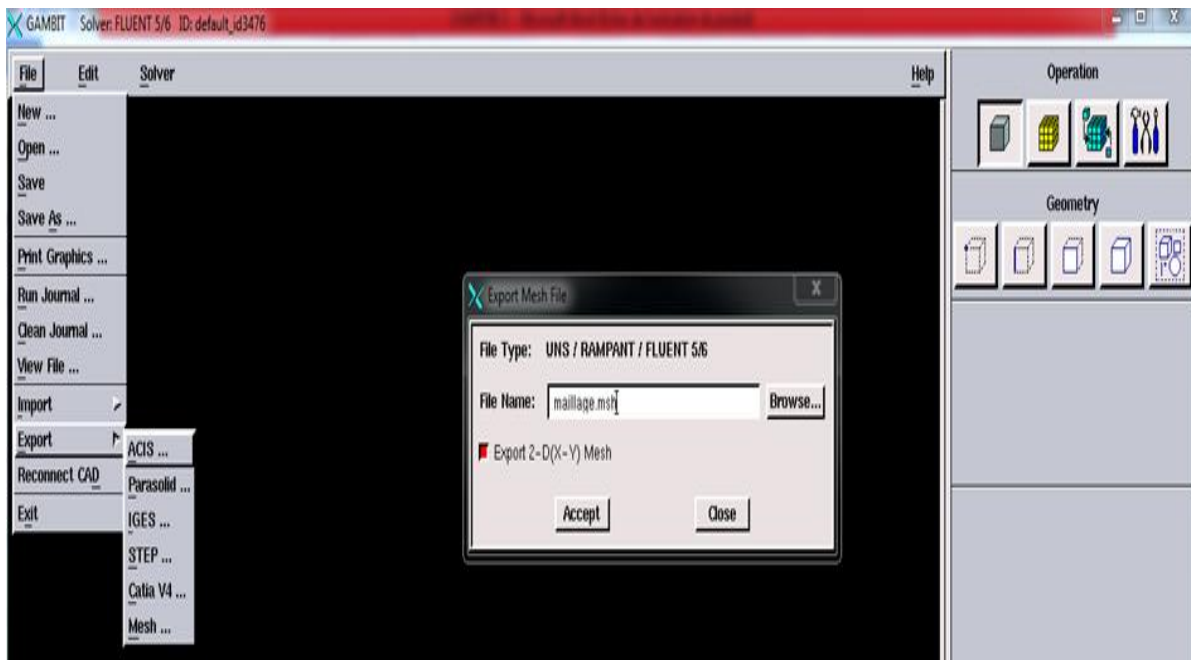 GAMBIT Solver: FLUENT 5/6 ID: default_id3476
File Edit Solver Help
New ...
Open ...
Save
Save As ...
Print Graphics ...
Run Journal ...
Clean Journal ...
View File ...
Import
Export
Reconnect CAD
Exit
ACIS ...
Parasolid ...
IGES ...
STEP ...
Catia V4 ...
Mesh ...
Export Mesh File
X
File Type: UNS / RAMPANT / FLUENT 5/6
File Name: maillage.msh Browse...
Export 2-D(X-Y) Mesh
Accept Close
Operation
Geometry